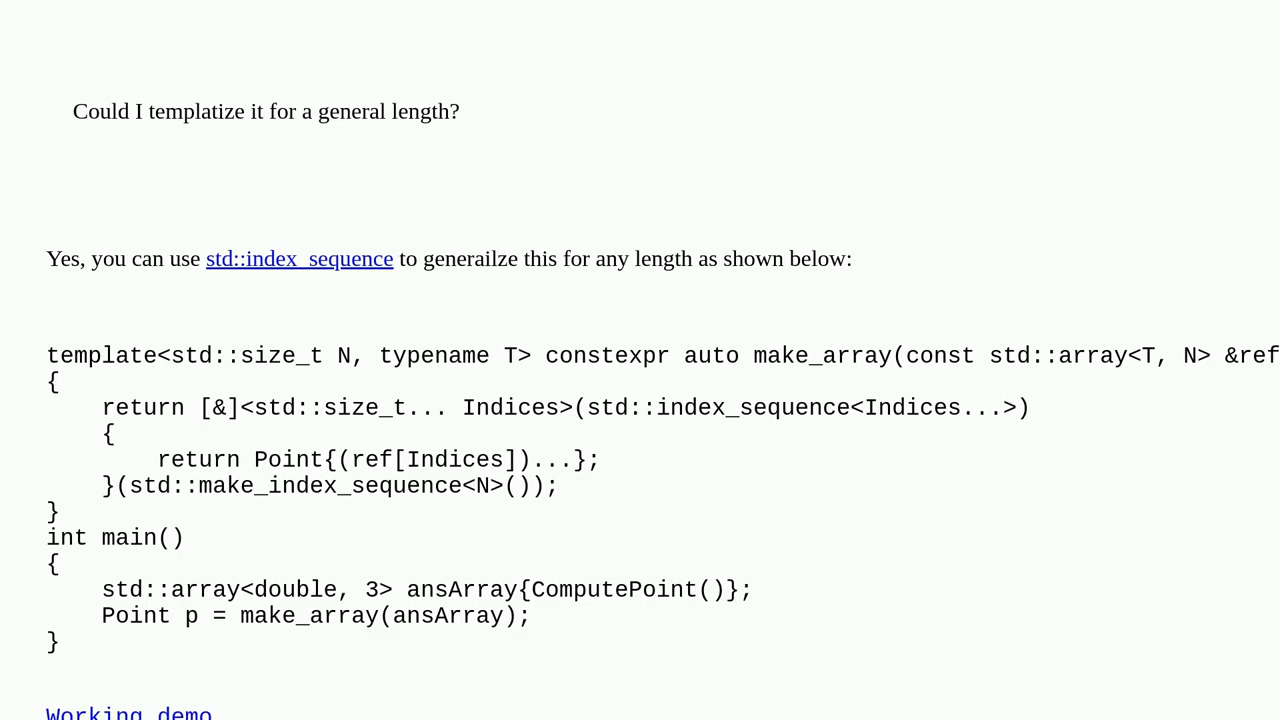 Could I templatize it for a general length?
Yes, you can use std::index_sequence to generailze this for any length as shown below:
template<std::size_t N, typename T> constexpr auto make_array(const std::array<T, N> &ref
{
    return [&]<std::size_t... Indices>(std::index_sequence<Indices...>)
    {
        return Point{(ref[Indices])...};
    }(std::make_index_sequence<N>());
}
int main()
{
    std::array<double, 3> ansArray{ComputePoint()};
    Point p = make_array(ansArray);
}
Working demo